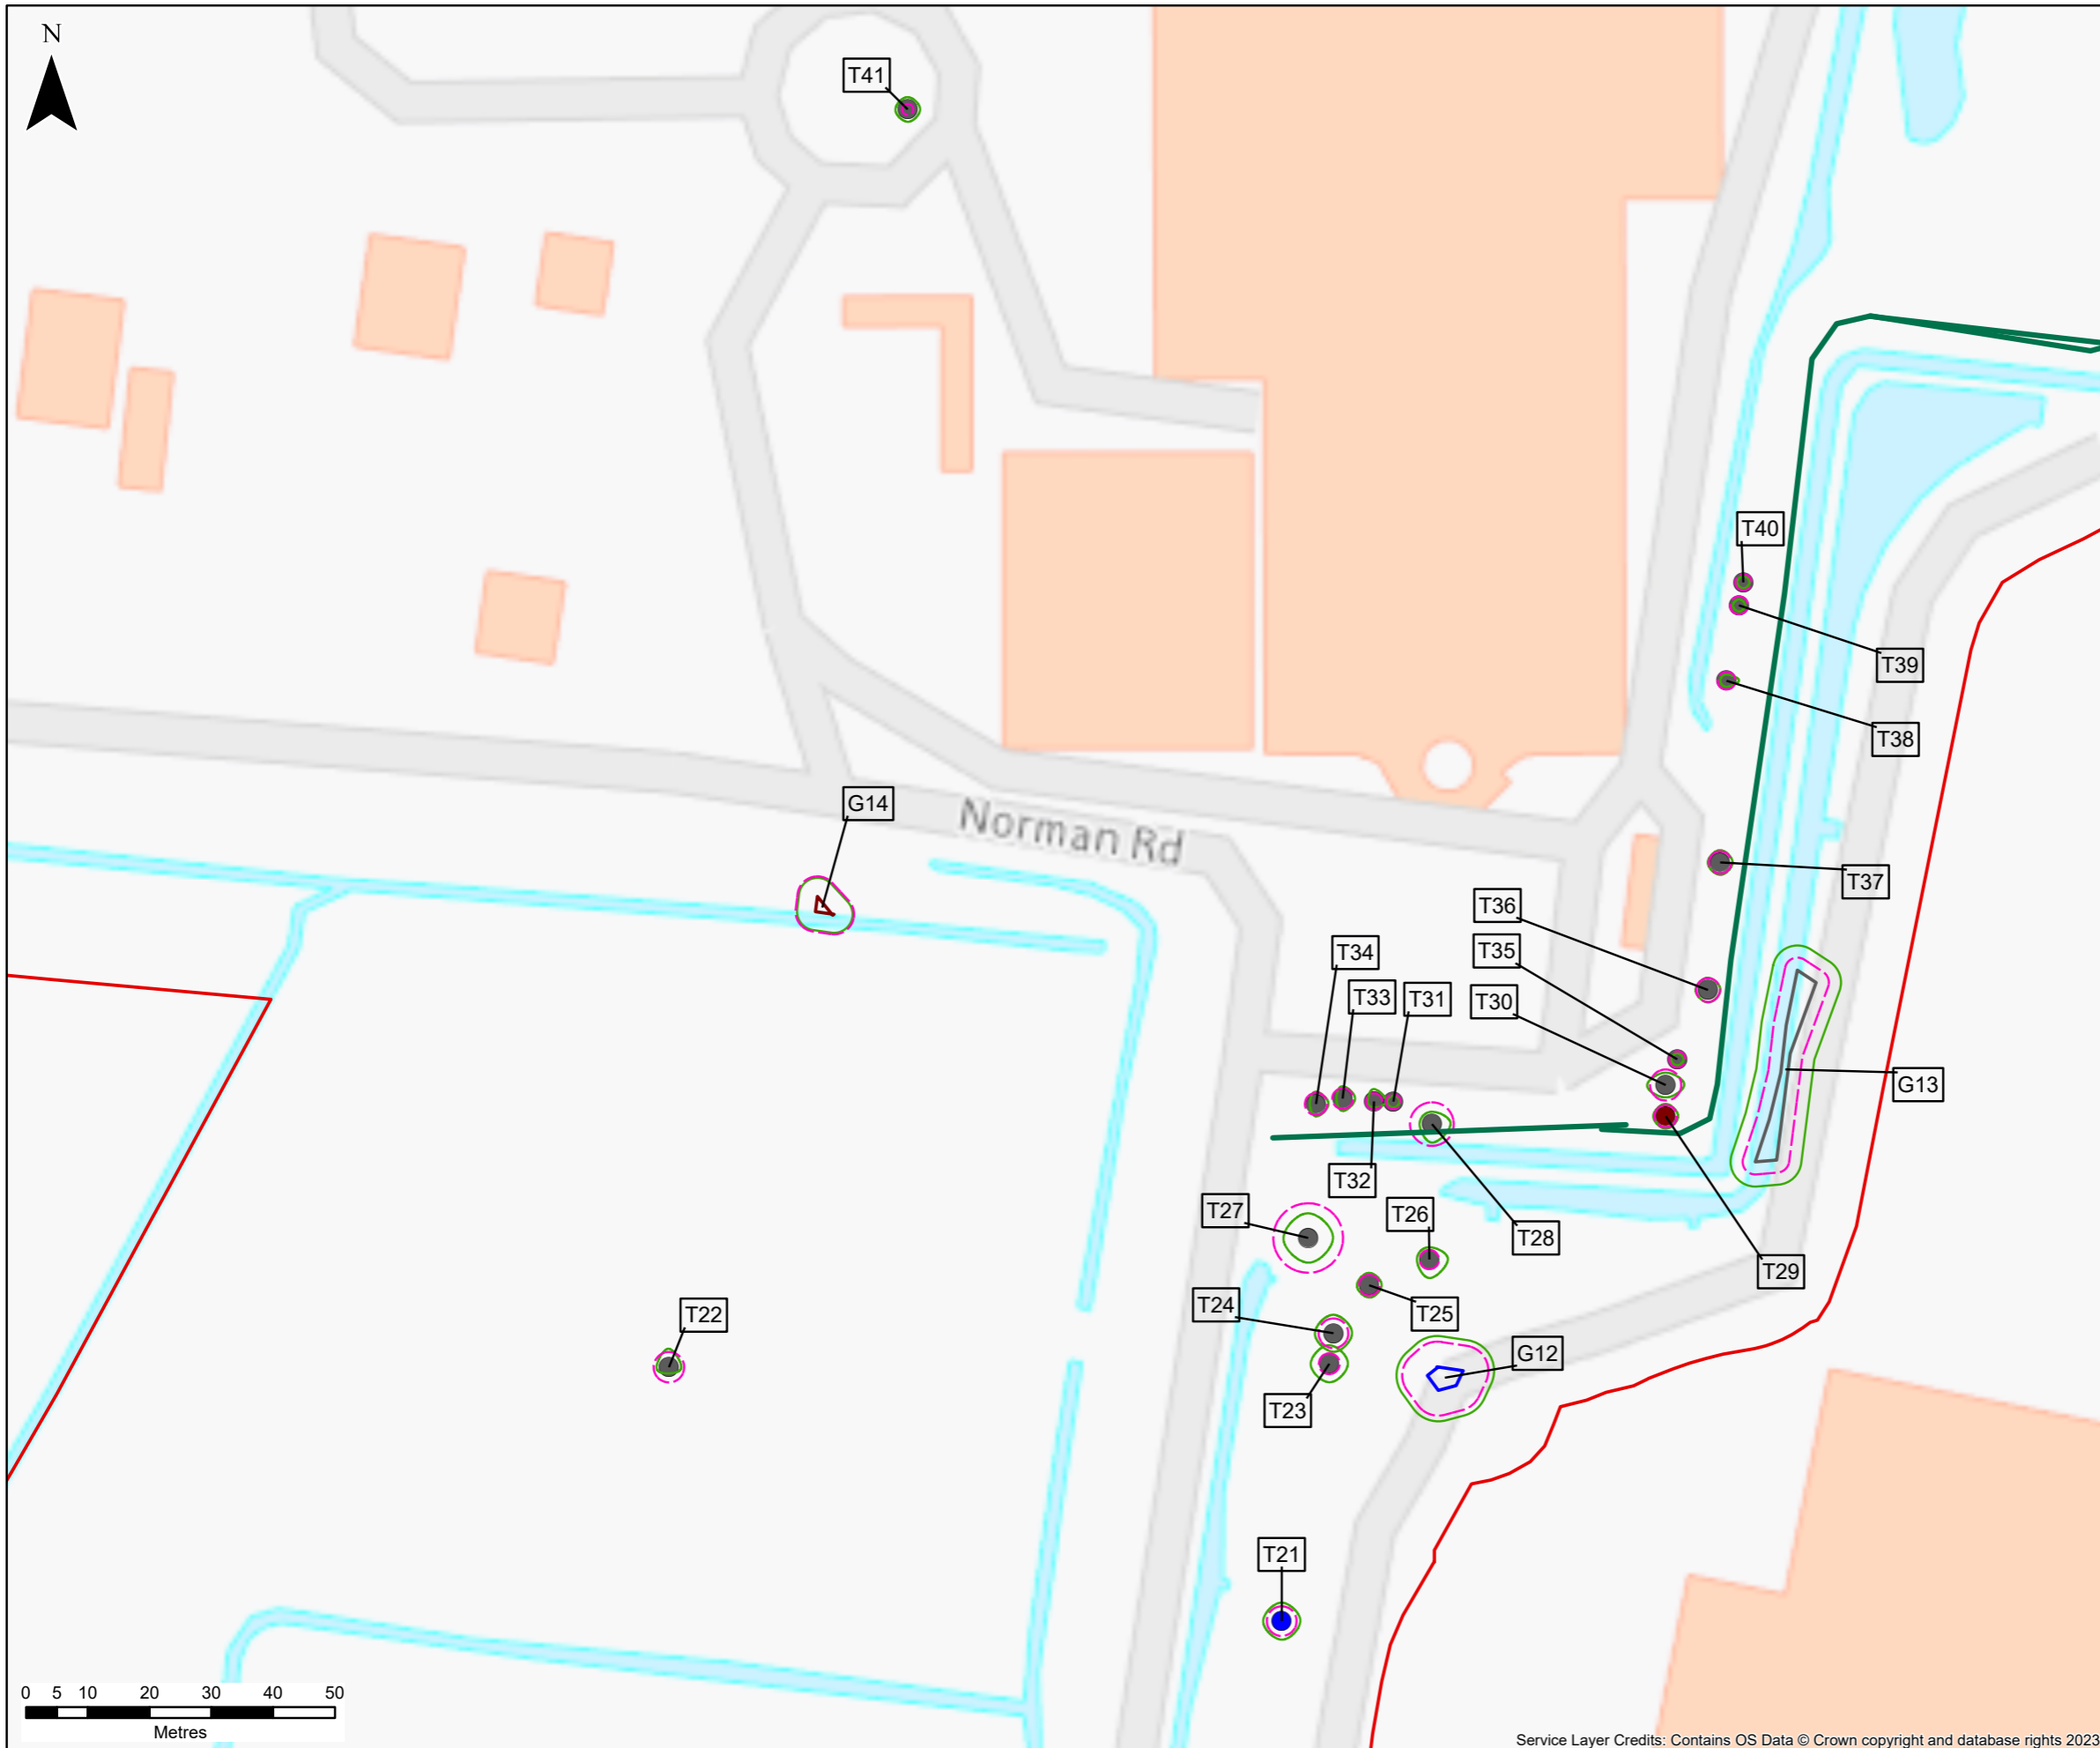 N
T41
T40
T39
T38
G14
Norman Rd
T37
T36
T35
T34
T33
T31
T30
G13
T32
T27
T26
T28
T29
T24
T25
T22
G12
T23
T21
0 5 10 20 30 40 50
Metres
Service Layer Credits: Contains OS Data © Crown copyright and database rights 2023